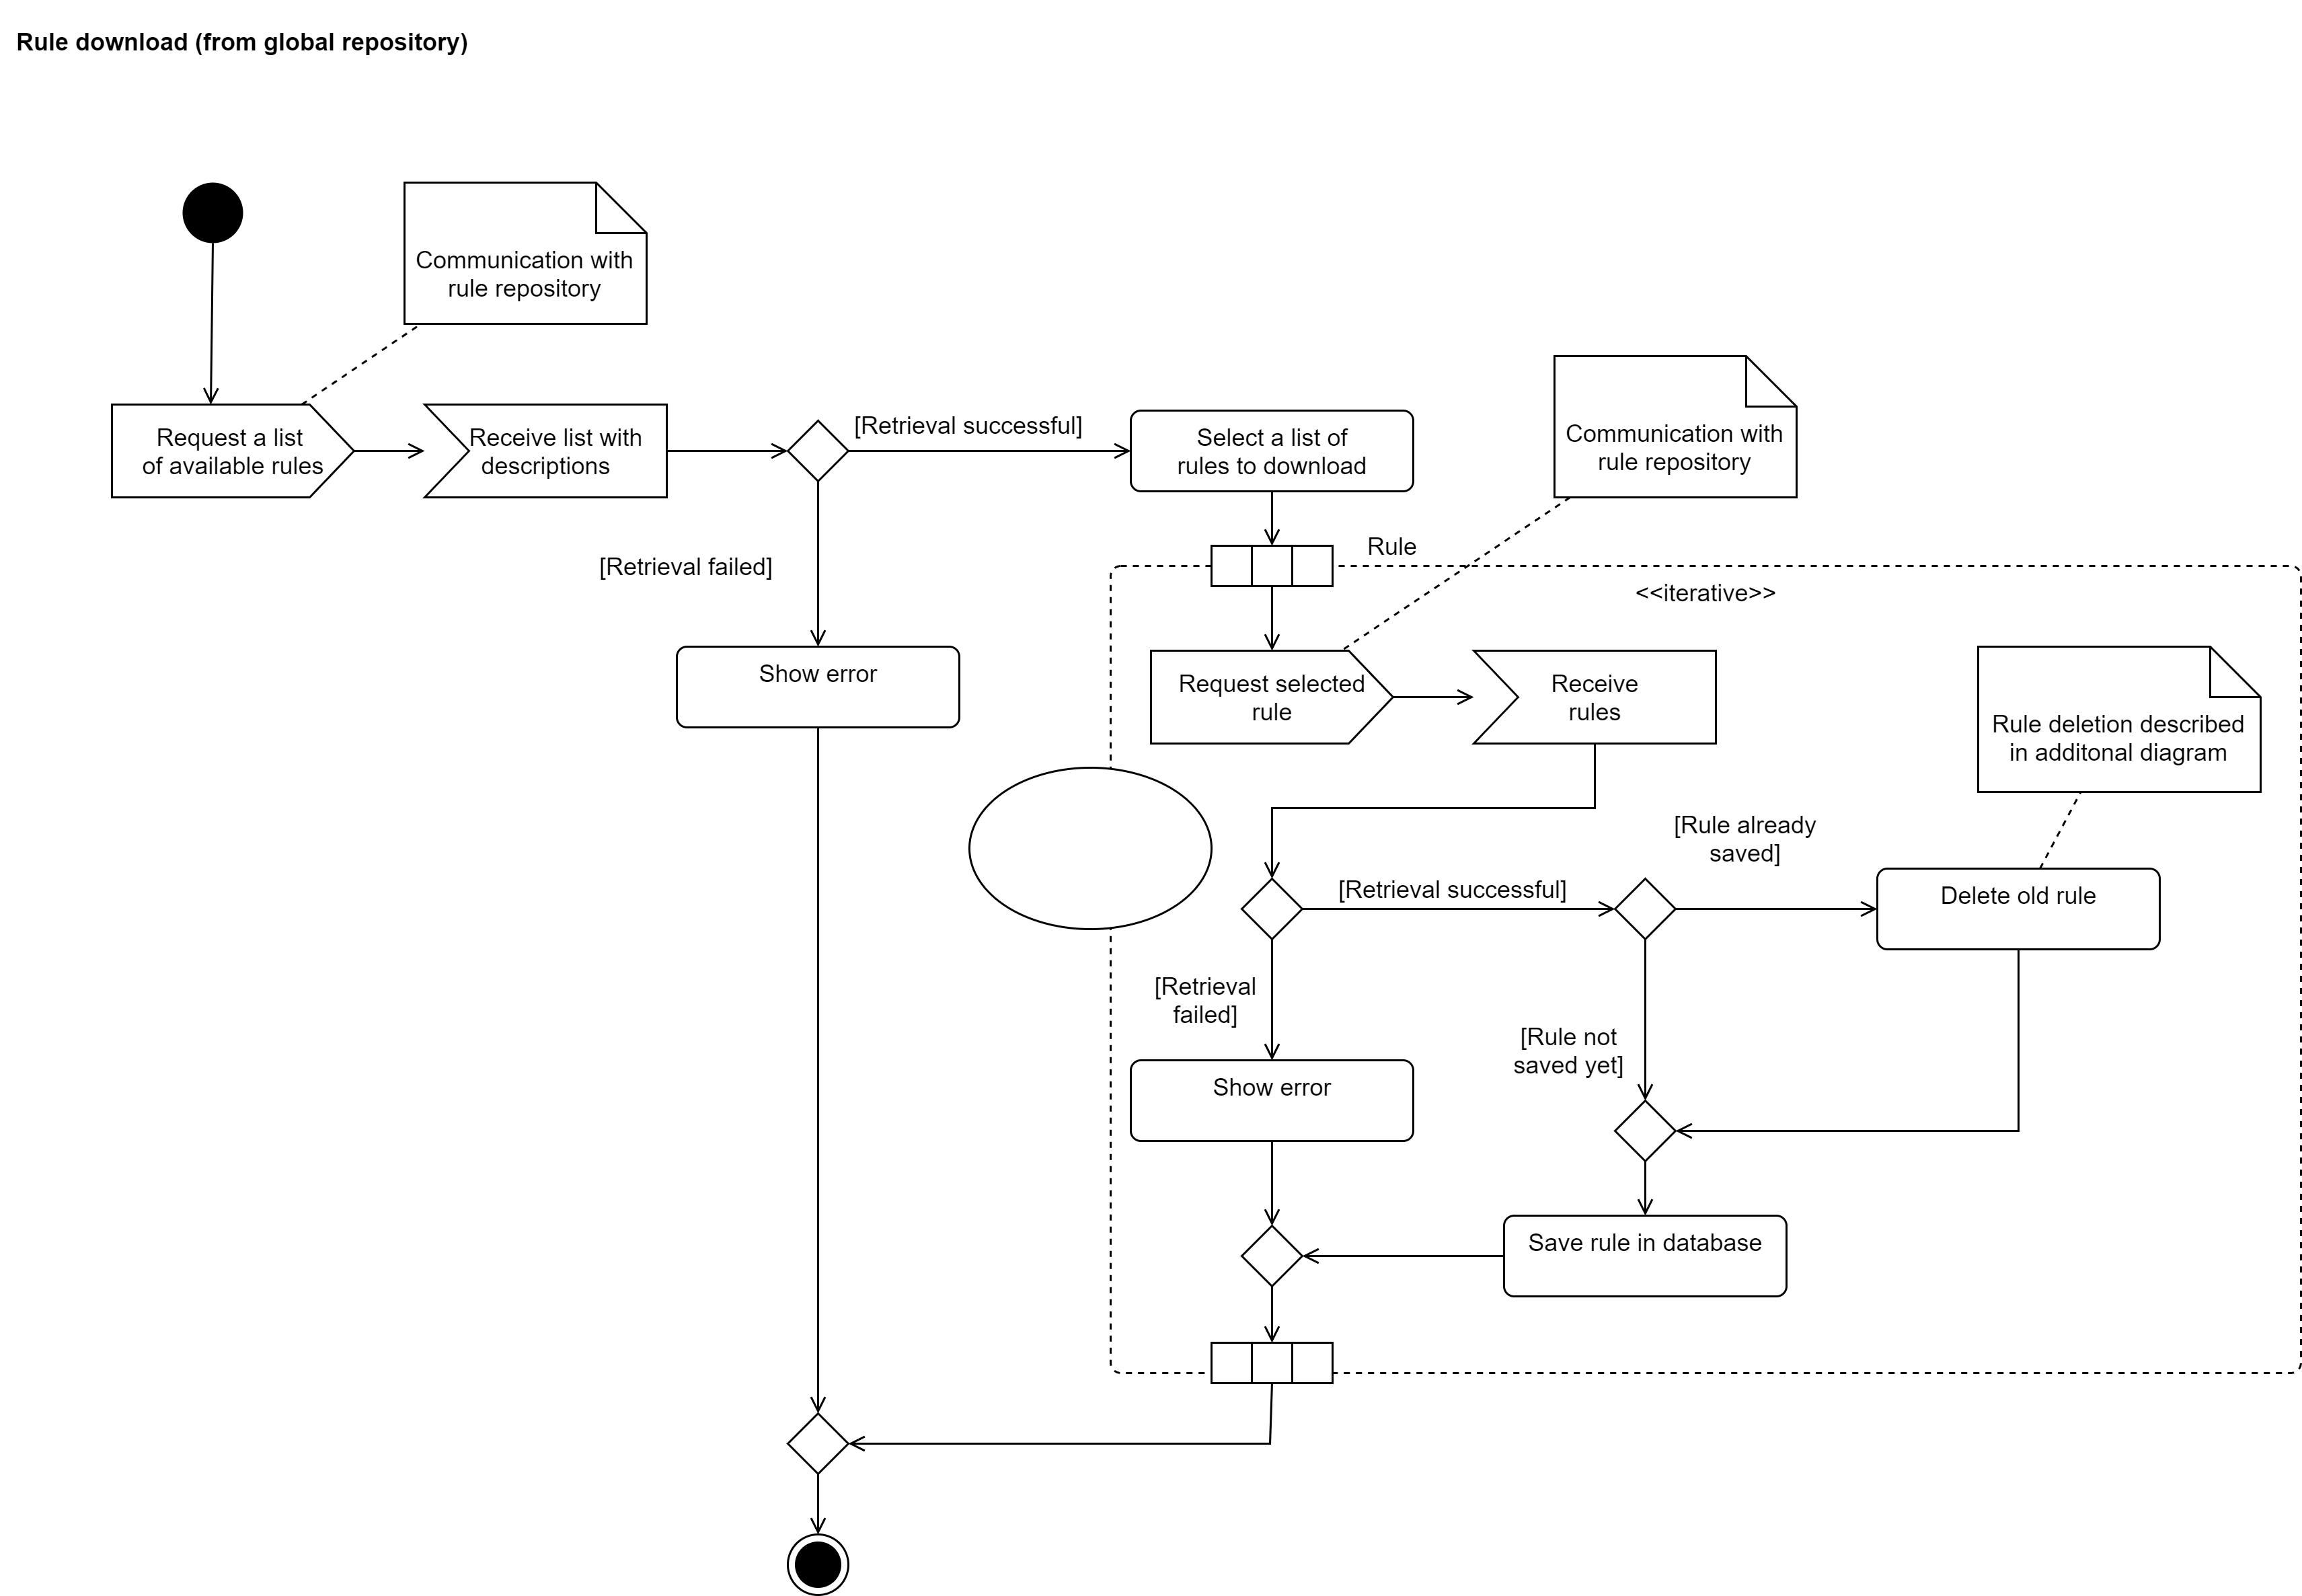 Rule download (from global repository)
Communication with
rule repository
Request a list
of available rules
Receive list with
descriptions
[Retrieval successful]
Select a list of
rules to download
Communication with
rule repository
[Retrieval failed]
Rule
<<iterative>>
Show error
Request selected
rule
Receive
rules
Rule deletion described
in additonal diagram
[Rule already
saved]
[Retrieval successful]
Delete old rule
[Retrieval
failed]
[Rule not
saved yet]
Show error
Save rule in database